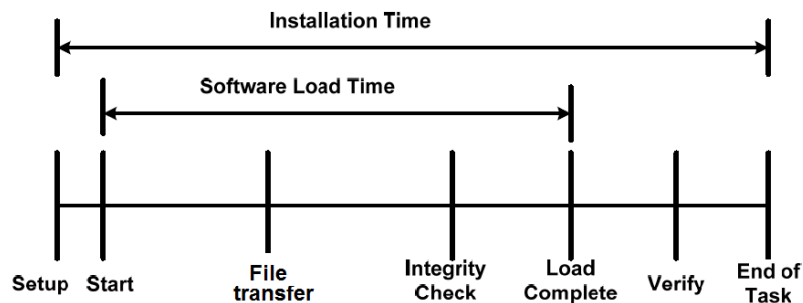 Installation Time
Software Load Time
Setup
Start
File
transfer
Integrity
Check
Load
Complete
Verify
End of
Task